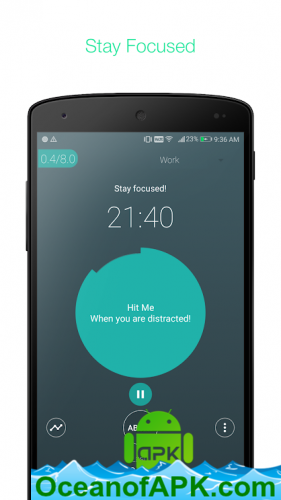 Stay Focused
23% 9:36 AM
0.4/8.0 Work
Stay focused!
21:40
Hit Me
When you are distracted!
AB
APK
OceanofAPK.com